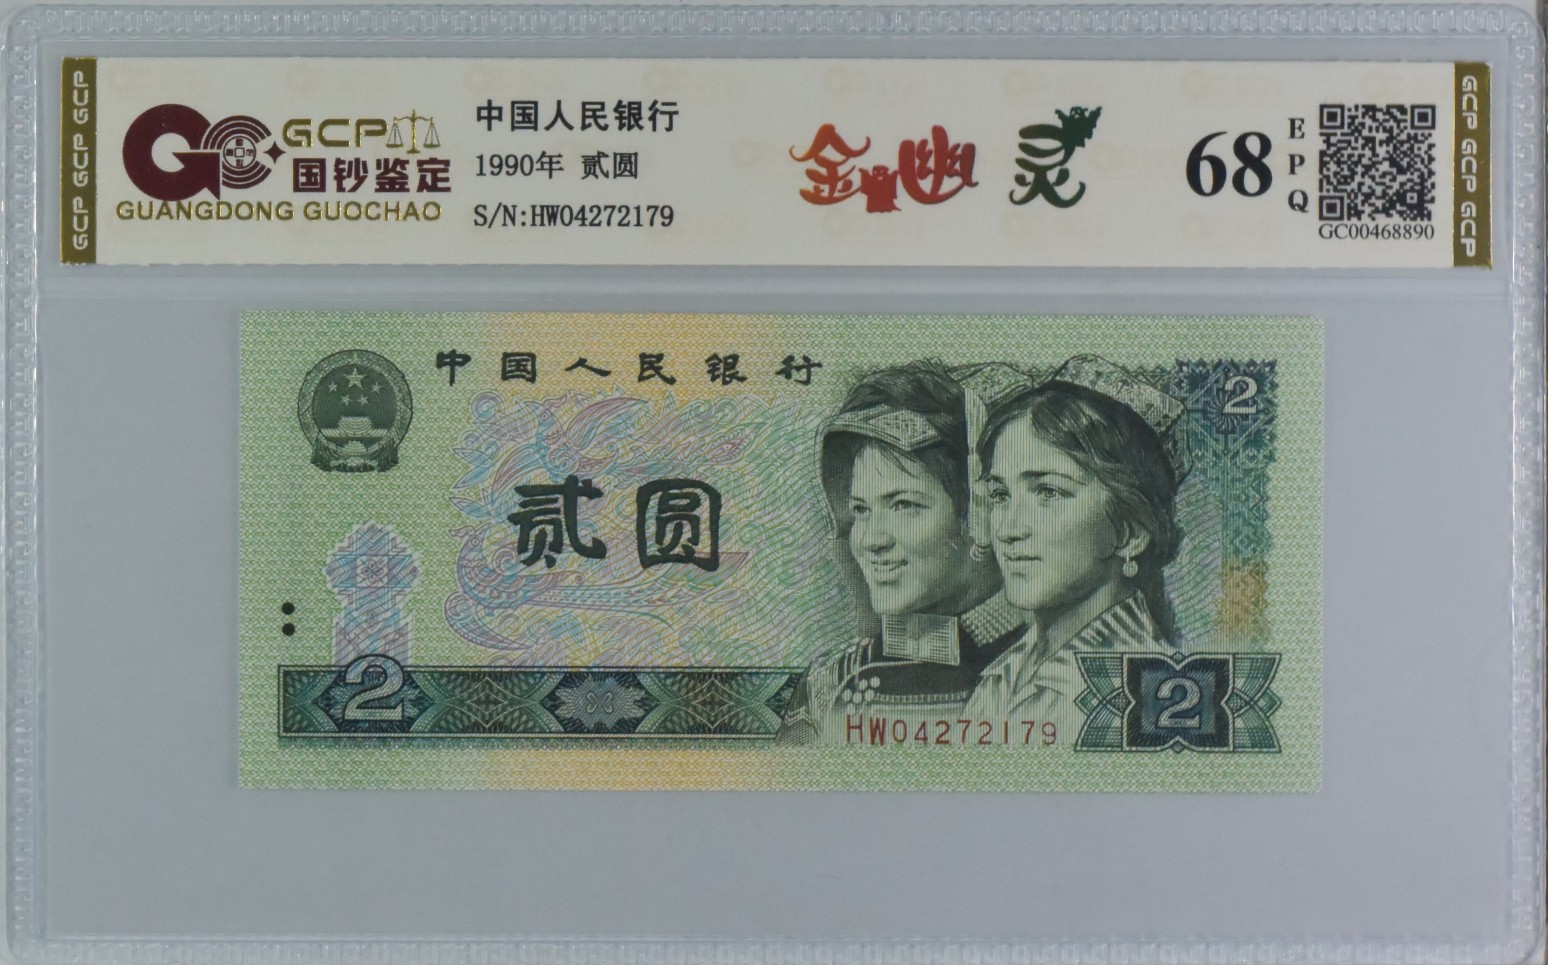 GCP GCP GCP
GCP
国钞鉴定
GUANGDONG GUOCHAO
中国人民银行
1990年 贰圆
S/N:HW04272179
金幽灵
68
EPQ
GC00468890
GCP GCP GCP
中国人民银行
2
贰圆
2
HW04272179
2